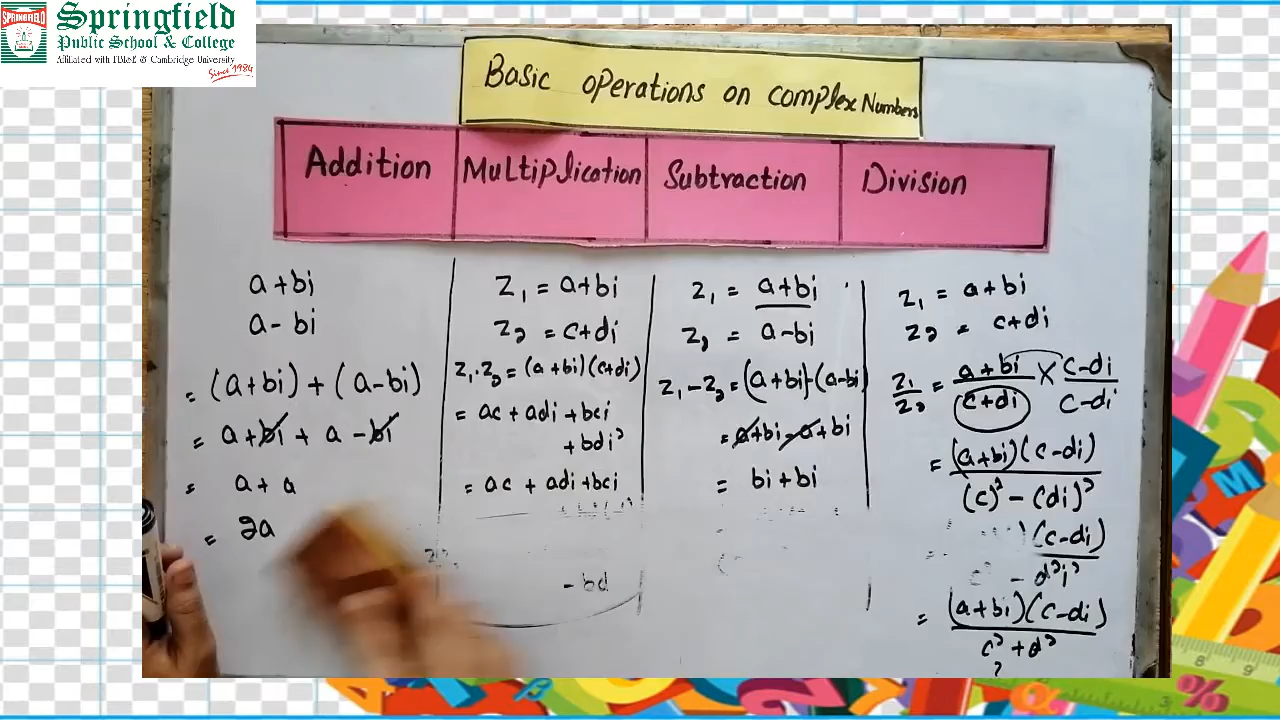 SPRINGFIELD
Springfield
Public School & College
Affiliated with FBISE & Cambridge University
Since 1984
Basic operations on complex Numbers
Addition
Multiplication
Subtraction
Division
a+bi
a-bi
= (a+bi) + (a-bi)
= a+bi + a-bi
= a+a
= 2a
Z₁ = a+bi
Z₂ = c+di
Z₁.Z₂ = (a+bi)(c+di)
= ac + adi + bci
+ bdi²
= ac + adi + bci
- bd
Z₁ = a+bi
Z₂ = a-bi
Z₁-Z₂ = (a+bi)-(a-bi)
= a+bi-a+bi
= bi+bi
Z₁ = a+bi
Z₂ = c+di
Z₁/Z₂ = a+bi/c+di × c-di/c-di
= (a+bi)(c-di)/(c)²-(di)²
(c-di)
c² - d²i²
= (a+bi)(c-di)/c²+d²